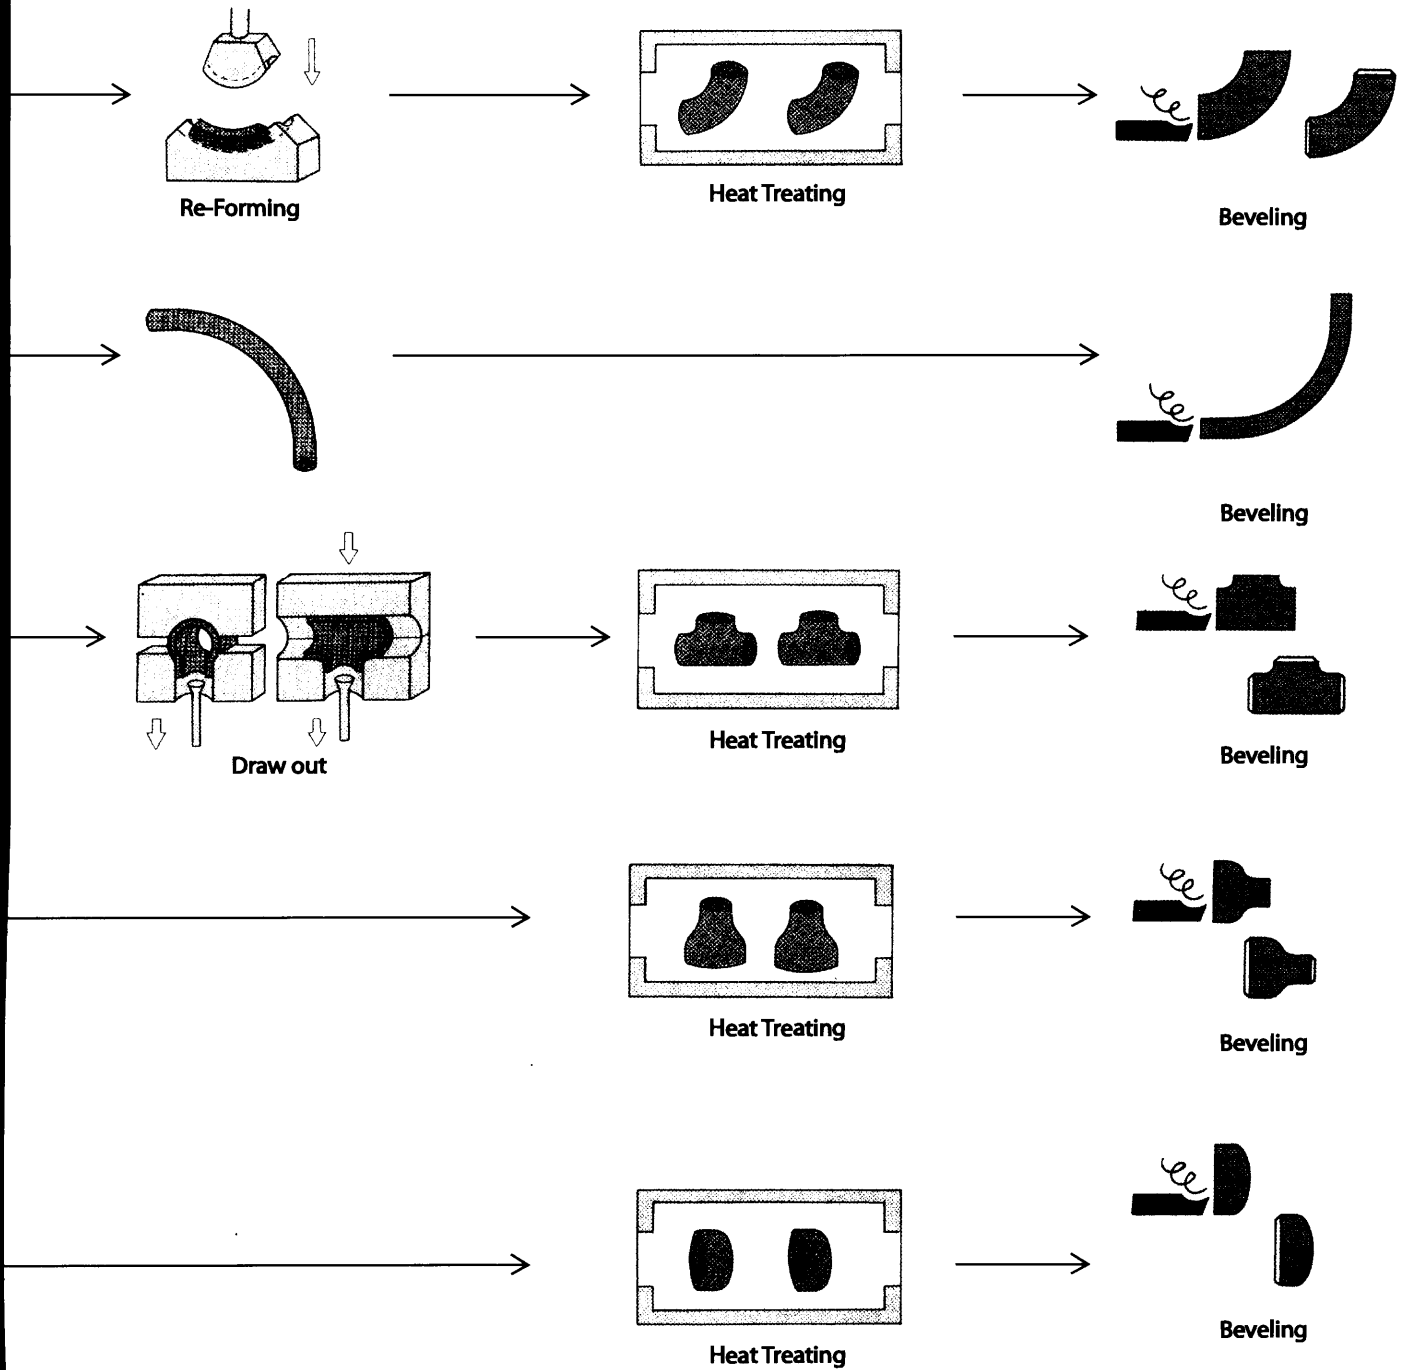 Re-Forming
Heat Treating
Beveling
Beveling
Draw out
Heat Treating
Beveling
Heat Treating
Beveling
Heat Treating
Beveling